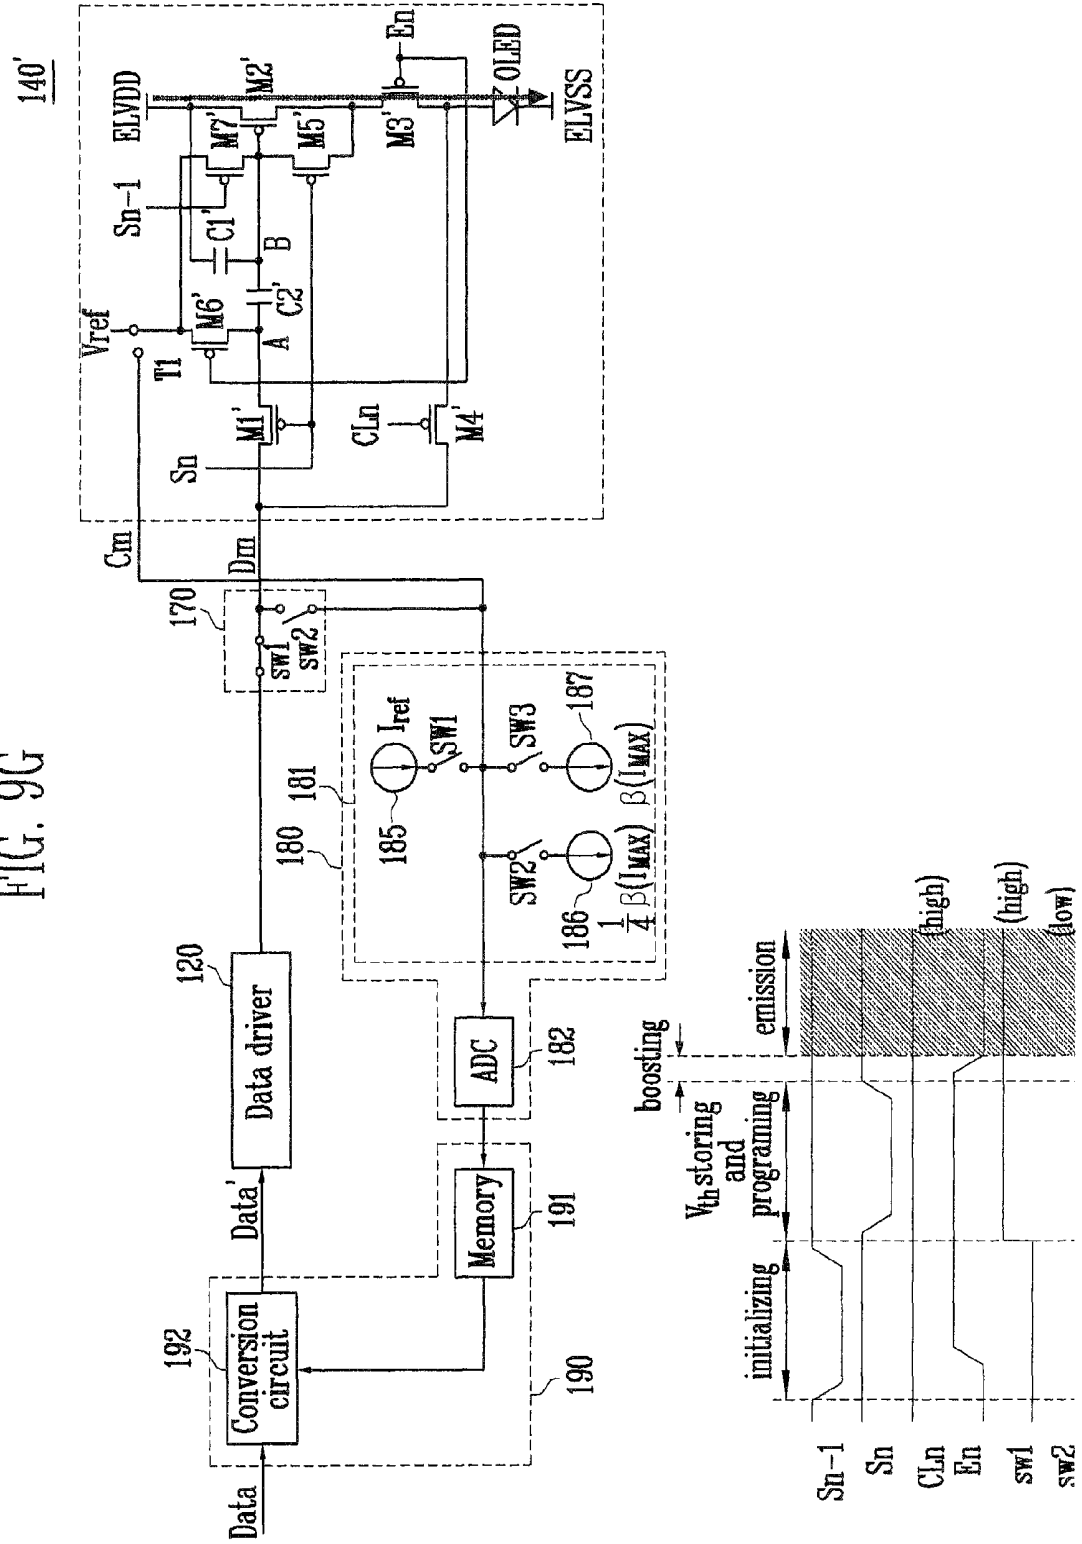 FIG. 9G
140'
ELVDD
Sn-1
M7'
M2'
Vref
C1'
M6'
B
M5'
En
T1
A
C2'
M3'
OLED
ELVSS
M1'
Sn
CLn
M4'
Cm
Dm
170
sw1
sw2
180
181
Iref
185
SW1
SW3
187
SW2
186
1/4 β(IMAX)
β(IMAX)
120
Data driver
ADC
182
Data'
Memory
191
192
Conversion
circuit
190
Data
initializing
Vth storing
and
programing
boosting
emission
Sn-1
Sn
CLn
(high)
En
sw1
(high)
sw2
(low)